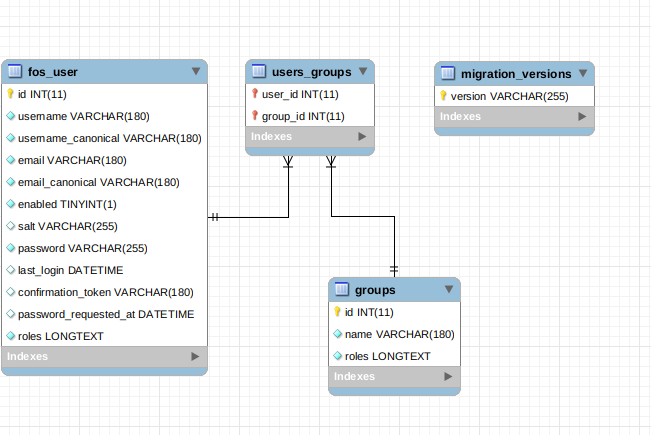 fos_user
id INT(11)
username VARCHAR(180)
username_canonical VARCHAR(180)
email VARCHAR(180)
email_canonical VARCHAR(180)
enabled TINYINT(1)
salt VARCHAR(255)
password VARCHAR(255)
last_login DATETIME
confirmation_token VARCHAR(180)
password_requested_at DATETIME
roles LONGTEXT
Indexes
users_groups
user_id INT(11)
group_id INT(11)
Indexes
migration_versions
version VARCHAR(255)
Indexes
groups
id INT(11)
name VARCHAR(180)
roles LONGTEXT
Indexes